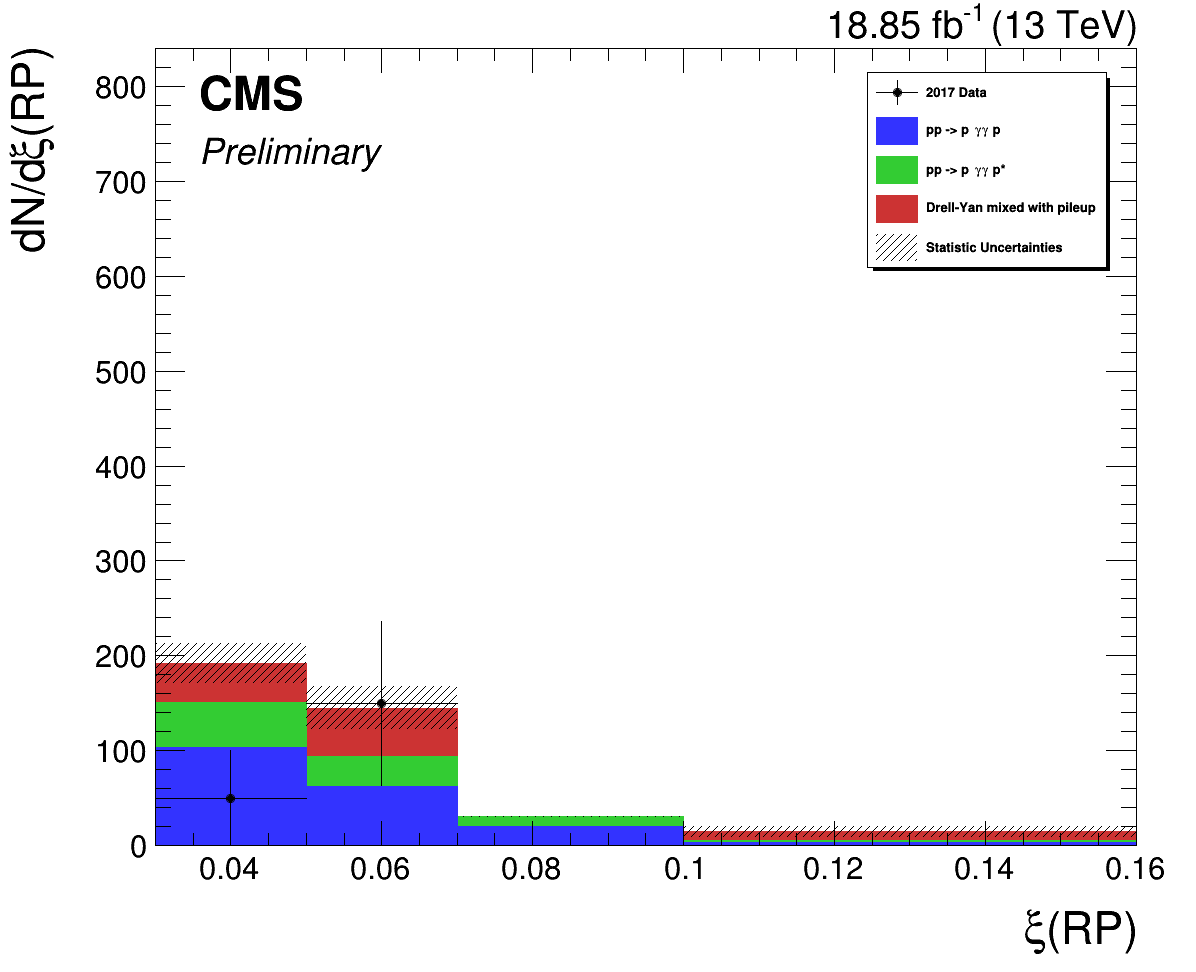 18.85 fb⁻¹ (13 TeV)
dN/dξ(RP)
CMS
Preliminary
2017 Data
pp -> p γγ p
pp -> p γγ p*
Drell-Yan mixed with pileup
Statistic Uncertainties
800
700
600
500
400
300
200
100
0
0.04 0.06 0.08 0.1 0.12 0.14 0.16
ξ(RP)